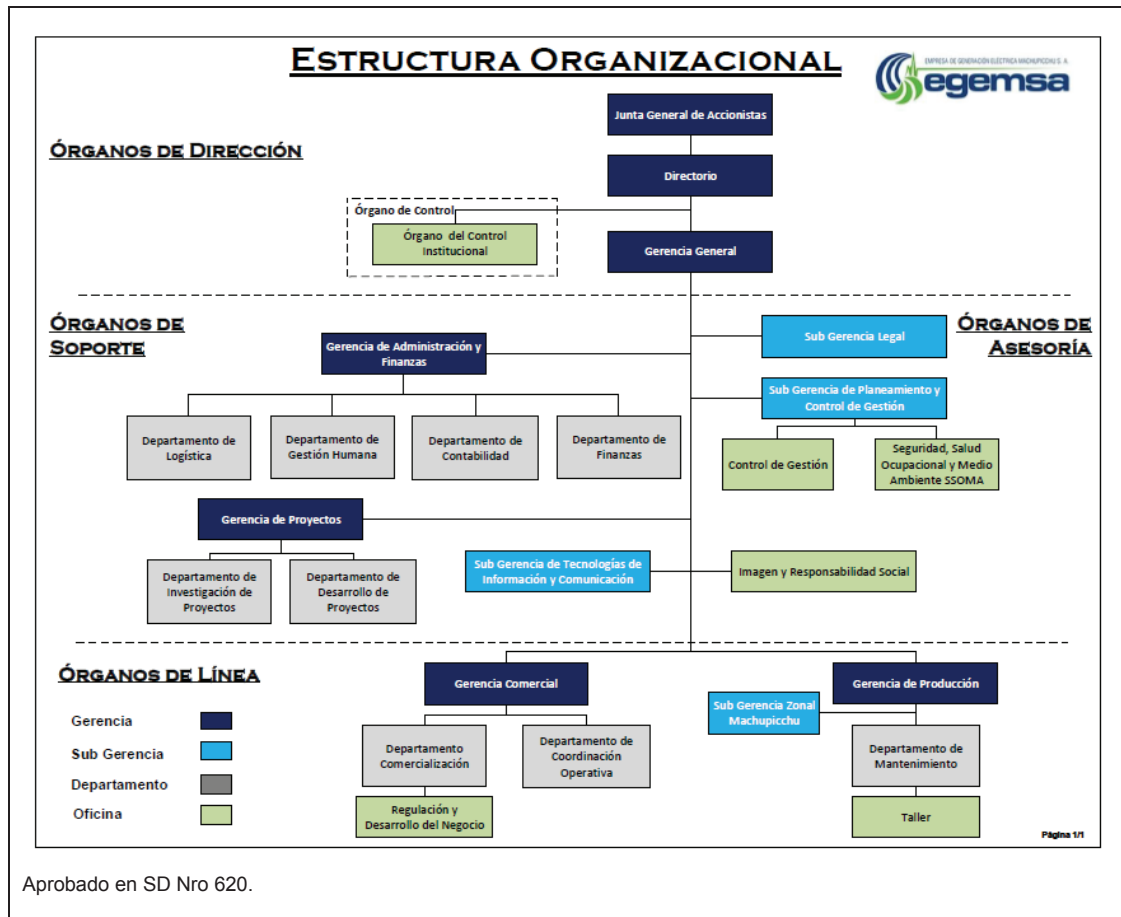 ESTRUCTURA ORGANIZACIONAL
EMPRESA DE GENERACIÓN ELÉCTRICA MACHUPICCHU S. A.
egemsa
Junta General de Accionistas
ÓRGANOS DE DIRECCIÓN
Directorio
Órgano de Control
Órgano del Control
Institucional
Gerencia General
ÓRGANOS DE
SOPORTE
ÓRGANOS DE
ASESORÍA
Sub Gerencia Legal
Gerencia de Administración y
Finanzas
Sub Gerencia de Planeamiento y
Control de Gestión
Departamento de
Logística
Departamento de
Gestión Humana
Departamento de
Contabilidad
Departamento de
Finanzas
Control de Gestión
Seguridad, Salud
Ocupacional y Medio
Ambiente SSOMA
Gerencia de Proyectos
Departamento de
Investigación de
Proyectos
Departamento de
Desarrollo de
Proyectos
Sub Gerencia de Tecnologías de
Información y Comunicación
Imagen y Responsabilidad Social
ÓRGANOS DE LÍNEA
Gerencia
Sub Gerencia
Departamento
Oficina
Gerencia Comercial
Gerencia de Producción
Sub Gerencia Zonal
Machupicchu
Departamento
Comercialización
Departamento de
Coordinación
Operativa
Departamento de
Mantenimiento
Regulación y
Desarrollo del Negocio
Taller
Página 1/1
Aprobado en SD Nro 620.